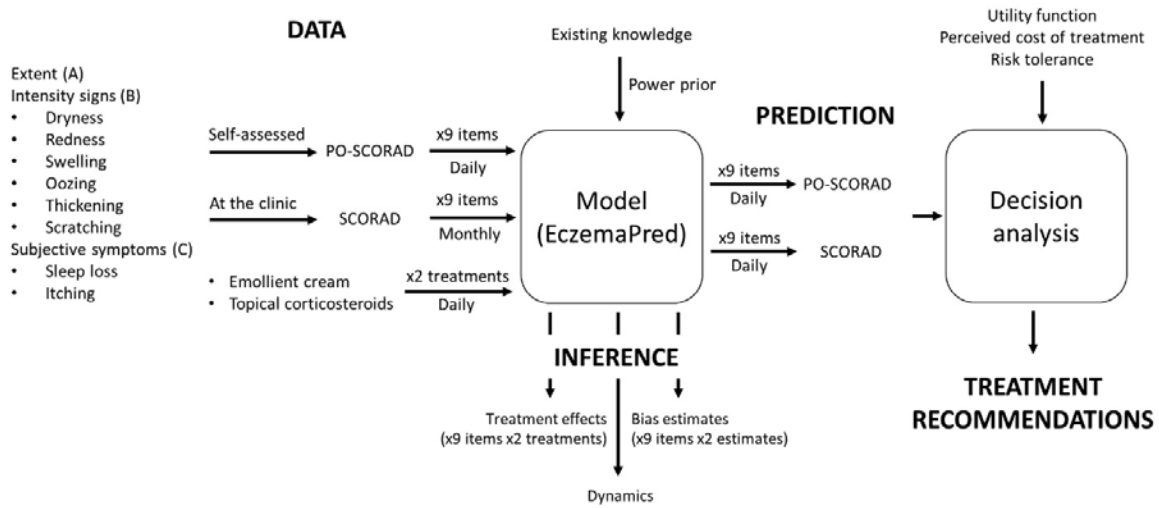 DATA
Extent (A)
Intensity signs (B)
• Dryness
• Redness
• Swelling
• Oozing
• Thickening
• Scratching
Subjective symptoms (C)
• Sleep loss
• Itching
Self-assessed
PO-SCORAD
x9 items
Daily
At the clinic
SCORAD
x9 items
Monthly
• Emollient cream
• Topical corticosteroids
x2 treatments
Daily
Existing knowledge
Power prior
Model
(EczemaPred)
INFERENCE
Treatment effects
(x9 items x2 treatments)
Bias estimates
(x9 items x2 estimates)
Dynamics
PREDICTION
x9 items
Daily
PO-SCORAD
x9 items
Daily
SCORAD
Utility function
Perceived cost of treatment
Risk tolerance
Decision
analysis
TREATMENT
RECOMMENDATIONS